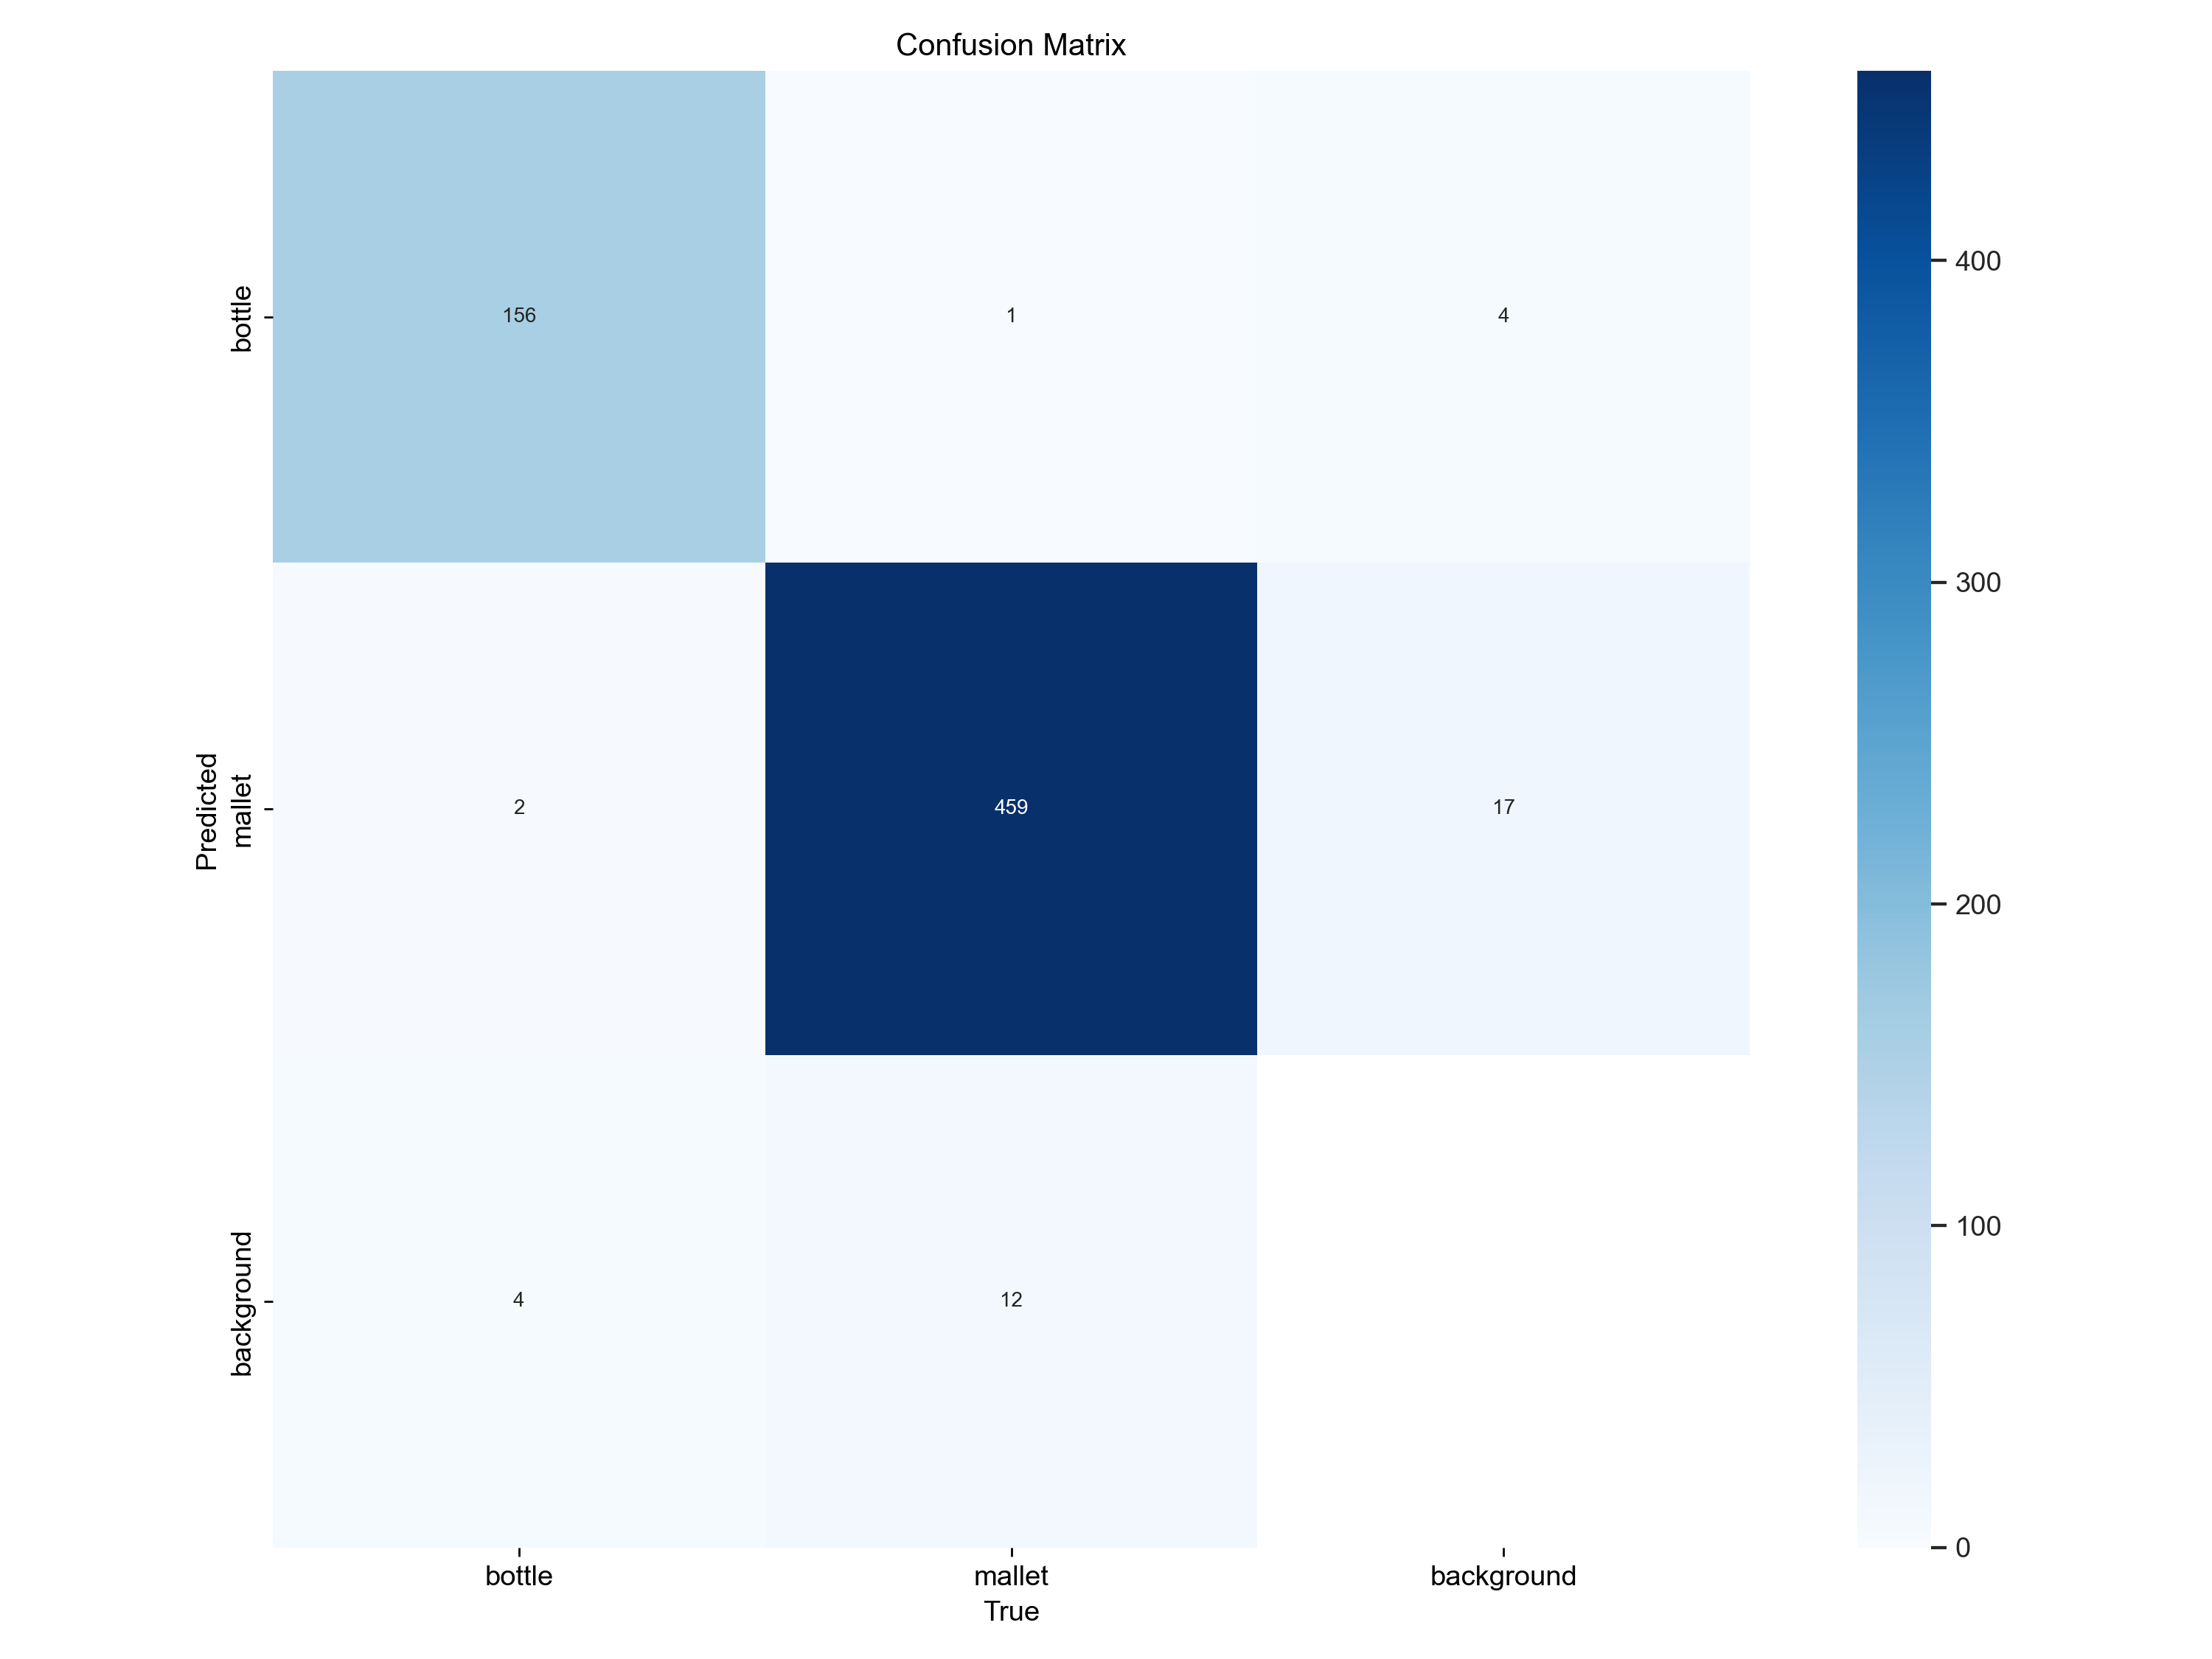 Confusion Matrix
bottle
156
1
4
400
300
Predicted
mallet
2
459
17
200
100
background
4
12
0
bottle
mallet
background
True